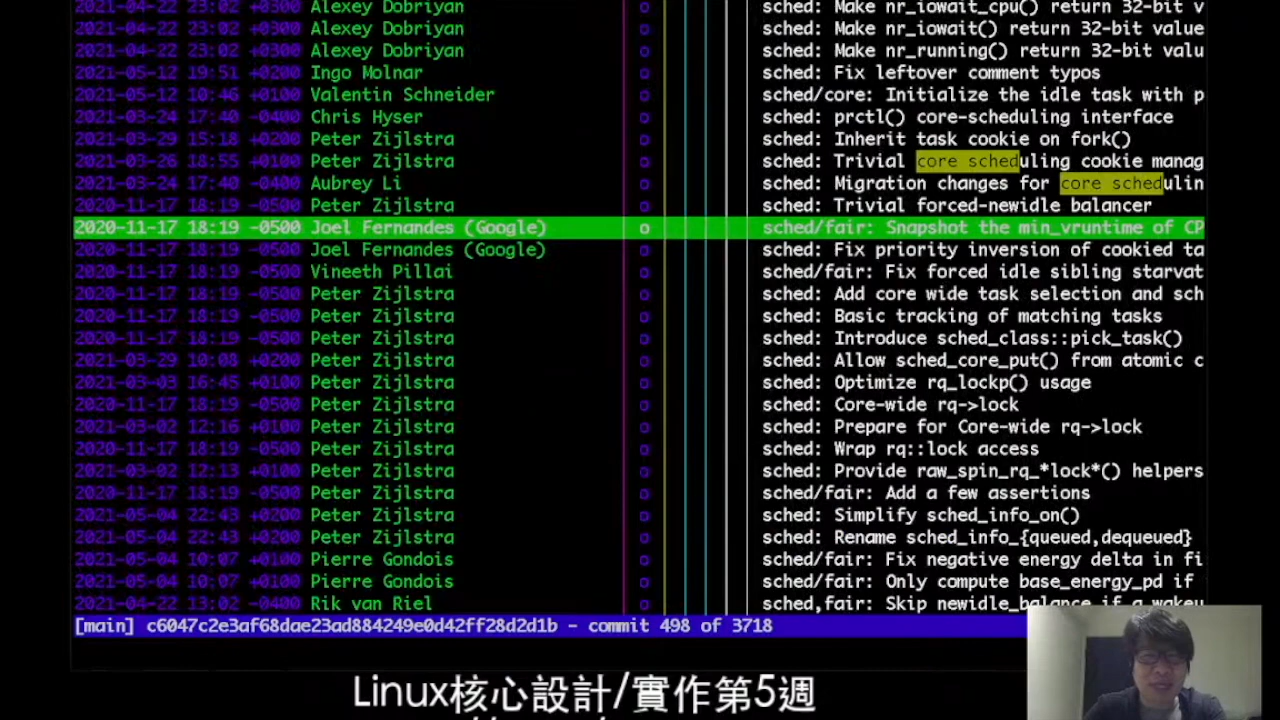 2021-04-22 23:02 +0300 Alexey Dobriyan o sched: Make nr_iowait_cpu() return 32-bit v
2021-04-22 23:02 +0300 Alexey Dobriyan o sched: Make nr_iowait() return 32-bit value
2021-04-22 23:02 +0300 Alexey Dobriyan o sched: Make nr_running() return 32-bit valu
2021-05-12 19:51 +0200 Ingo Molnar o sched: Fix leftover comment typos
2021-05-12 10:46 +0100 Valentin Schneider o sched/core: Initialize the idle task with p
2021-03-24 17:40 -0400 Chris Hyser o sched: prctl() core-scheduling interface
2021-03-29 15:18 +0200 Peter Zijlstra o sched: Inherit task cookie on fork()
2021-03-26 18:55 +0100 Peter Zijlstra o sched: Trivial core scheduling cookie manag
2021-03-24 17:40 -0400 Aubrey Li o sched: Migration changes for core schedulin
2020-11-17 18:19 -0500 Peter Zijlstra o sched: Trivial forced-newidle balancer
2020-11-17 18:19 -0500 Joel Fernandes (Google) o sched/fair: Snapshot the min_vruntime of CP
2020-11-17 18:19 -0500 Joel Fernandes (Google) o sched: Fix priority inversion of cookied ta
2020-11-17 18:19 -0500 Vineeth Pillai o sched/fair: Fix forced idle sibling starvat
2020-11-17 18:19 -0500 Peter Zijlstra o sched: Add core wide task selection and sch
2020-11-17 18:19 -0500 Peter Zijlstra o sched: Basic tracking of matching tasks
2020-11-17 18:19 -0500 Peter Zijlstra o sched: Introduce sched_class::pick_task()
2021-03-29 10:08 +0200 Peter Zijlstra o sched: Allow sched_core_put() from atomic c
2021-03-03 16:45 +0100 Peter Zijlstra o sched: Optimize rq_lockp() usage
2020-11-17 18:19 -0500 Peter Zijlstra o sched: Core-wide rq->lock
2021-03-02 12:16 +0100 Peter Zijlstra o sched: Prepare for Core-wide rq->lock
2020-11-17 18:19 -0500 Peter Zijlstra o sched: Wrap rq::lock access
2021-03-02 12:13 +0100 Peter Zijlstra o sched: Provide raw_spin_rq_*lock*() helpers
2020-11-17 18:19 -0500 Peter Zijlstra o sched/fair: Add a few assertions
2021-05-04 22:43 +0200 Peter Zijlstra o sched: Simplify sched_info_on()
2021-05-04 22:43 +0200 Peter Zijlstra o sched: Rename sched_info_{queued,dequeued}
2021-05-04 10:07 +0100 Pierre Gondois o sched/fair: Fix negative energy delta in fi
2021-05-04 10:07 +0100 Pierre Gondois o sched/fair: Only compute base_energy_pd if
2021-04-22 13:02 -0400 Rik van Riel o sched,fair: Skip newidle_balance if a wakeu
[main] c6047c2e3af68dae23ad884249e0d42ff28d2d1b - commit 498 of 3718
Linux核心設計/實作第5週